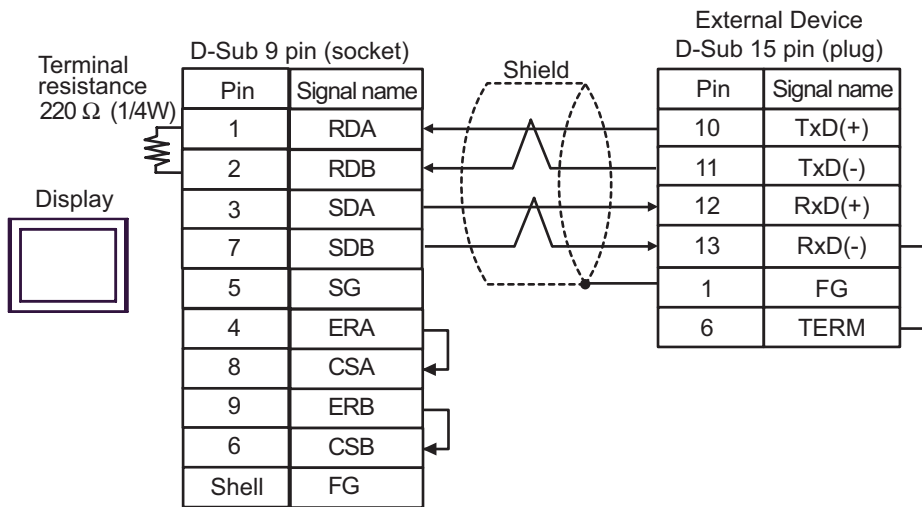 External Device
D-Sub 9 pin (socket)
D-Sub 15 pin (plug)
Terminal
resistance
220 Ω (1/4W)
Shield
Display
Pin Signal name
1 RDA
2 RDB
3 SDA
7 SDB
5 SG
4 ERA
8 CSA
9 ERB
6 CSB
Shell FG
Pin Signal name
10 TxD(+)
11 TxD(-)
12 RxD(+)
13 RxD(-)
1 FG
6 TERM